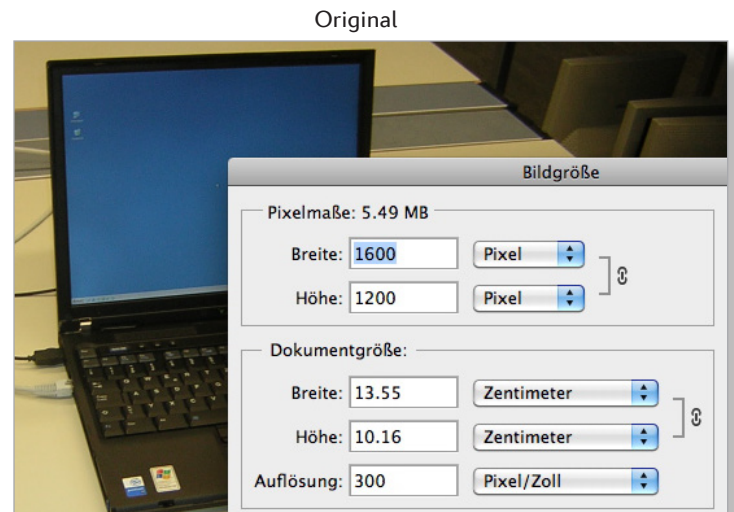 Original
Bildgröße
Pixelmaße: 5.49 MB
Breite: 1600 Pixel
Höhe: 1200 Pixel
Dokumentgröße:
Breite: 13.55 Zentimeter
Höhe: 10.16 Zentimeter
Auflösung: 300 Pixel/Zoll